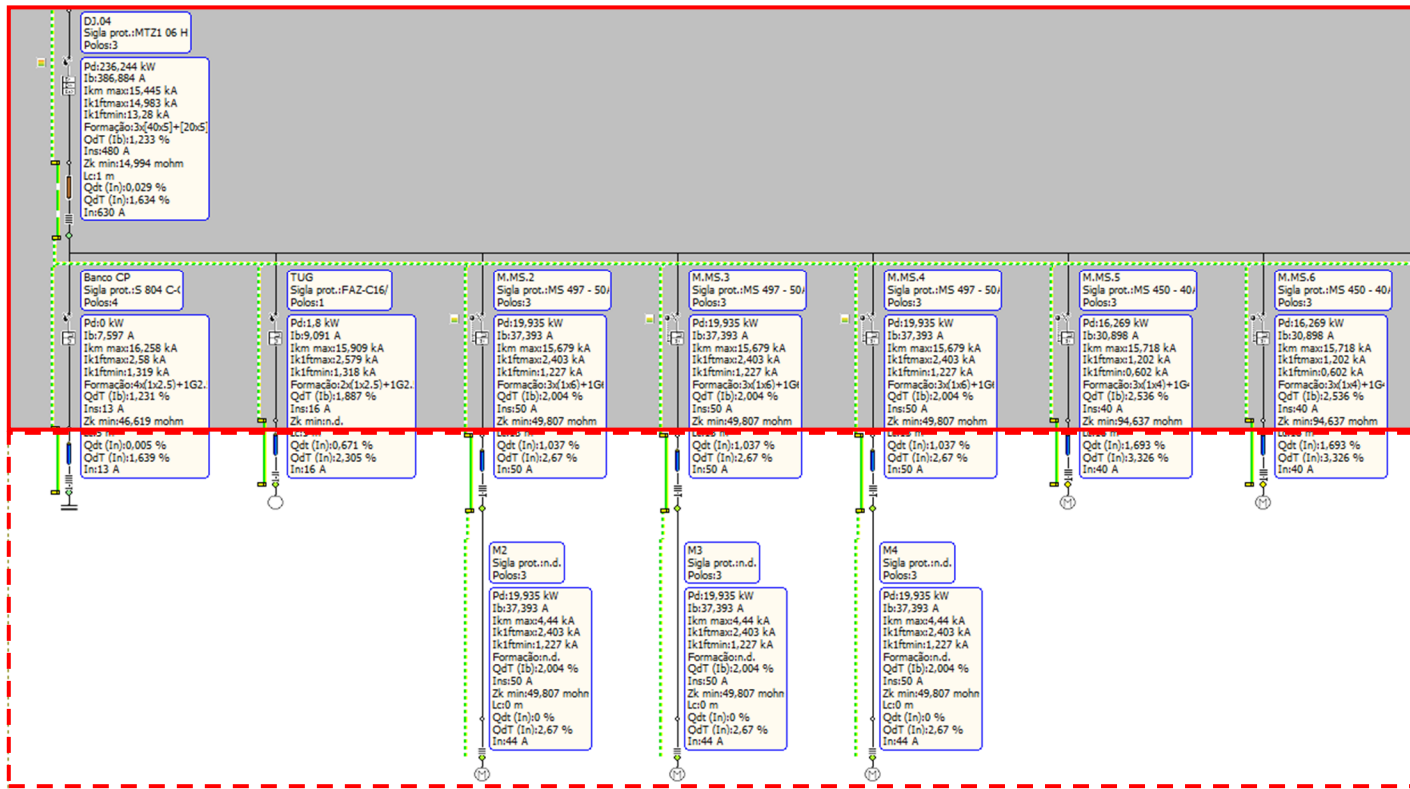 DJ.04
Sigla prot.:MTZ1 06 H
Polos:3
Pd:236,244 kW
Ib:386,884 A
Ikm max:15,445 kA
Ik1ftmax:14,983 kA
Ik1ftmin:13,28 kA
Formação:3x[40x5]+[20x5]
QdT (Ib):1,233 %
Ins:480 A
Zk min:14,994 mohm
Lc:1 m
Qdt (In):0,029 %
QdT (In):1,634 %
In:630 A
Banco CP
Sigla prot.:S 804 C-(
Polos:4
Pd:0 kW
Ib:7,597 A
Ikm max:16,258 kA
Ik1ftmax:2,58 kA
Ik1ftmin:1,319 kA
Formação:4x(1x2.5)+1G2.
QdT (Ib):1,231 %
Ins:13 A
Zk min:46,619 mohm
Qdt (In):0,005 %
QdT (In):1,639 %
In:13 A
TUG
Sigla prot.:FAZ-C16/
Polos:1
Pd:1,8 kW
Ib:9,091 A
Ikm max:15,909 kA
Ik1ftmax:2,579 kA
Ik1ftmin:1,318 kA
Formação:2x(1x2.5)+1G2.
QdT (Ib):1,887 %
Ins:16 A
Zk min:n.d.
Qdt (In):0,671 %
QdT (In):2,305 %
In:16 A
M.MS.2
Sigla prot.:MS 497 - 50/
Polos:3
Pd:19,935 kW
Ib:37,393 A
Ikm max:15,679 kA
Ik1ftmax:2,403 kA
Ik1ftmin:1,227 kA
Formação:3x(1x6)+1G6
QdT (Ib):2,004 %
Ins:50 A
Zk min:49,807 mohm
Qdt (In):1,037 %
QdT (In):2,67 %
In:50 A
M.MS.3
Sigla prot.:MS 497 - 50/
Polos:3
Pd:19,935 kW
Ib:37,393 A
Ikm max:15,679 kA
Ik1ftmax:2,403 kA
Ik1ftmin:1,227 kA
Formação:3x(1x6)+1G6
QdT (Ib):2,004 %
Ins:50 A
Zk min:49,807 mohm
Qdt (In):1,037 %
QdT (In):2,67 %
In:50 A
M.MS.4
Sigla prot.:MS 497 - 50/
Polos:3
Pd:19,935 kW
Ib:37,393 A
Ikm max:15,679 kA
Ik1ftmax:2,403 kA
Ik1ftmin:1,227 kA
Formação:3x(1x6)+1G6
QdT (Ib):2,004 %
Ins:50 A
Zk min:49,807 mohm
Qdt (In):1,037 %
QdT (In):2,67 %
In:50 A
M.MS.5
Sigla prot.:MS 450 - 40/
Polos:3
Pd:16,269 kW
Ib:30,898 A
Ikm max:15,718 kA
Ik1ftmax:1,202 kA
Ik1ftmin:0,602 kA
Formação:3x(1x4)+1G4
QdT (Ib):2,536 %
Ins:40 A
Zk min:94,637 mohm
Qdt (In):1,693 %
QdT (In):3,326 %
In:40 A
M.MS.6
Sigla prot.:MS 450 - 40/
Polos:3
Pd:16,269 kW
Ib:30,898 A
Ikm max:15,718 kA
Ik1ftmax:1,202 kA
Ik1ftmin:0,602 kA
Formação:3x(1x4)+1G4
QdT (Ib):2,536 %
Ins:40 A
Zk min:94,637 mohm
Qdt (In):1,693 %
QdT (In):3,326 %
In:40 A
M
M
M2
Sigla prot.:n.d.
Polos:3
Pd:19,935 kW
Ib:37,393 A
Ikm max:4,44 kA
Ik1ftmax:2,403 kA
Ik1ftmin:1,227 kA
Formação:n.d.
QdT (Ib):2,004 %
Ins:50 A
Zk min:49,807 mohn
Lc:0 m
Qdt (In):0 %
QdT (In):2,67 %
In:44 A
M
M3
Sigla prot.:n.d.
Polos:3
Pd:19,935 kW
Ib:37,393 A
Ikm max:4,44 kA
Ik1ftmax:2,403 kA
Ik1ftmin:1,227 kA
Formação:n.d.
QdT (Ib):2,004 %
Ins:50 A
Zk min:49,807 mohn
Lc:0 m
Qdt (In):0 %
QdT (In):2,67 %
In:44 A
M
M4
Sigla prot.:n.d.
Polos:3
Pd:19,935 kW
Ib:37,393 A
Ikm max:4,44 kA
Ik1ftmax:2,403 kA
Ik1ftmin:1,227 kA
Formação:n.d.
QdT (Ib):2,004 %
Ins:50 A
Zk min:49,807 mohn
Lc:0 m
Qdt (In):0 %
QdT (In):2,67 %
In:44 A
M